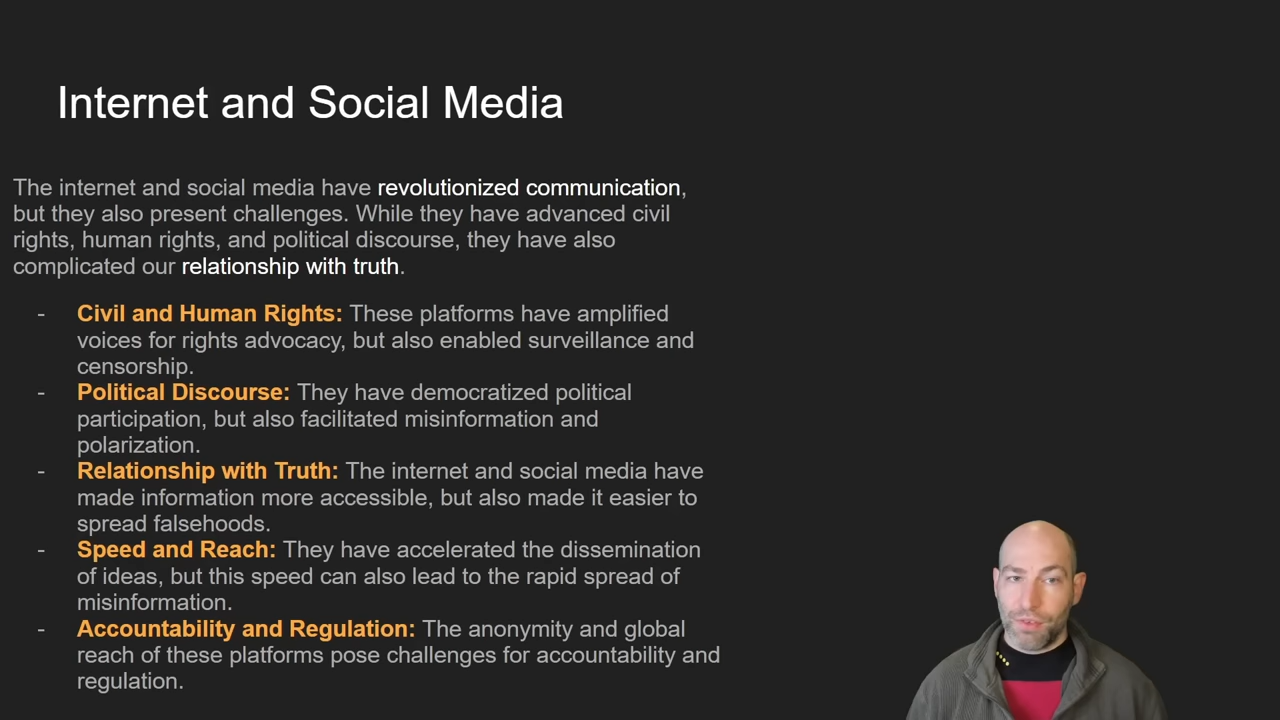 Internet and Social Media
The internet and social media have revolutionized communication,
but they also present challenges. While they have advanced civil
rights, human rights, and political discourse, they have also
complicated our relationship with truth.
- Civil and Human Rights: These platforms have amplified
voices for rights advocacy, but also enabled surveillance and
censorship.
- Political Discourse: They have democratized political
participation, but also facilitated misinformation and
polarization.
- Relationship with Truth: The internet and social media have
made information more accessible, but also made it easier to
spread falsehoods.
- Speed and Reach: They have accelerated the dissemination
of ideas, but this speed can also lead to the rapid spread of
misinformation.
- Accountability and Regulation: The anonymity and global
reach of these platforms pose challenges for accountability and
regulation.